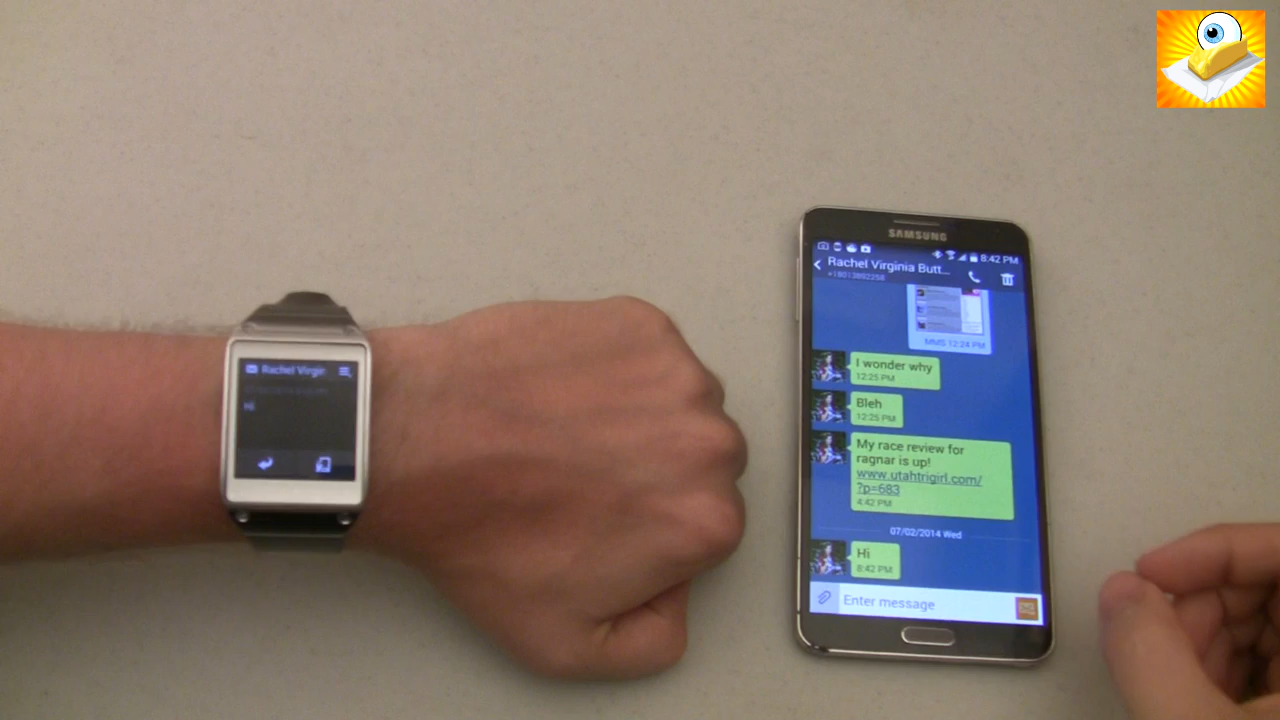 Rachel Virgin
Hi
SAMSUNG
8:42 PM
Rachel Virginia Butt...
MMS 12:24 PM
I wonder why
12:25 PM
Bleh
12:25 PM
My race review for
ragnar is up!
www.utahtrigirl.com/
?p=683
4:42 PM
07/02/2014 Wed
Hi
8:42 PM
Enter message